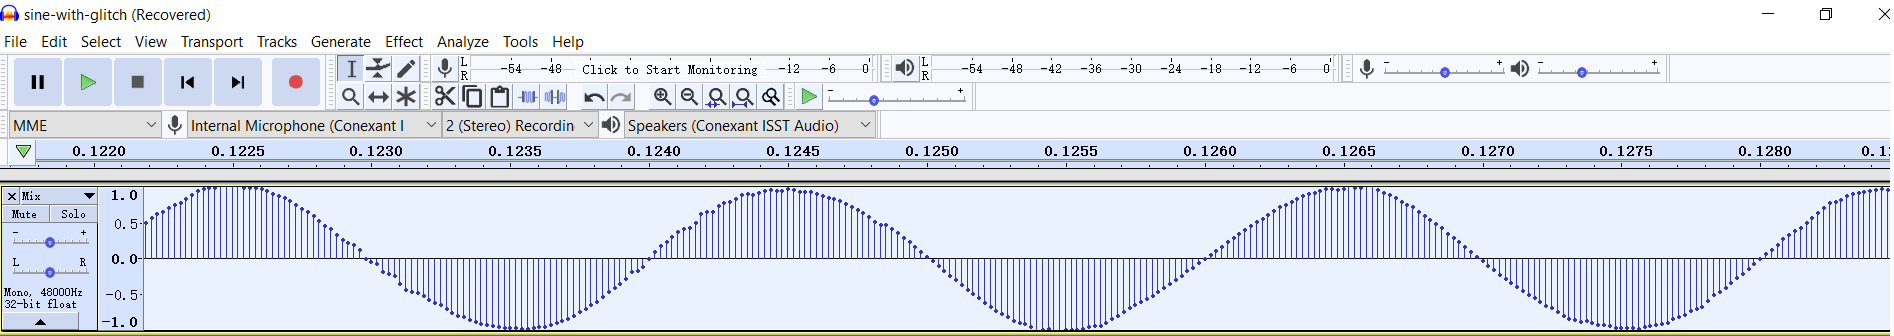 sine-with-glitch (Recovered)
File Edit Select View Transport Tracks Generate Effect Analyze Tools Help
L -54 -48 Click to Start Monitoring -12 -6 0 L -54 -48 -42 -36 -30 -24 -18 -12 -6 0 - + - +
R R
- +
MME Internal Microphone (Conexant I 2 (Stereo) Recordin Speakers (Conexant ISST Audio)
0.1220 0.1225 0.1230 0.1235 0.1240 0.1245 0.1250 0.1255 0.1260 0.1265 0.1270 0.1275 0.1280
Mix 1.0
Mute Solo
- + 0.5
L R 0.0
Mono, 48000Hz -0.5
32-bit float
-1.0